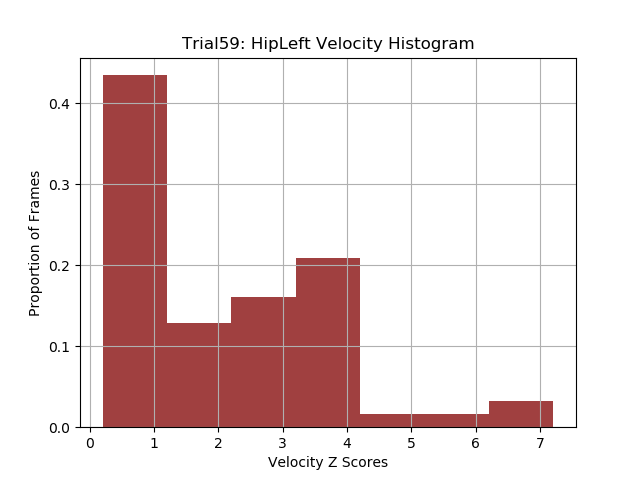 Trial59: HipLeft Velocity Histogram
Proportion of Frames
0.4
0.3
0.2
0.1
0.0
0 1 2 3 4 5 6 7
Velocity Z Scores